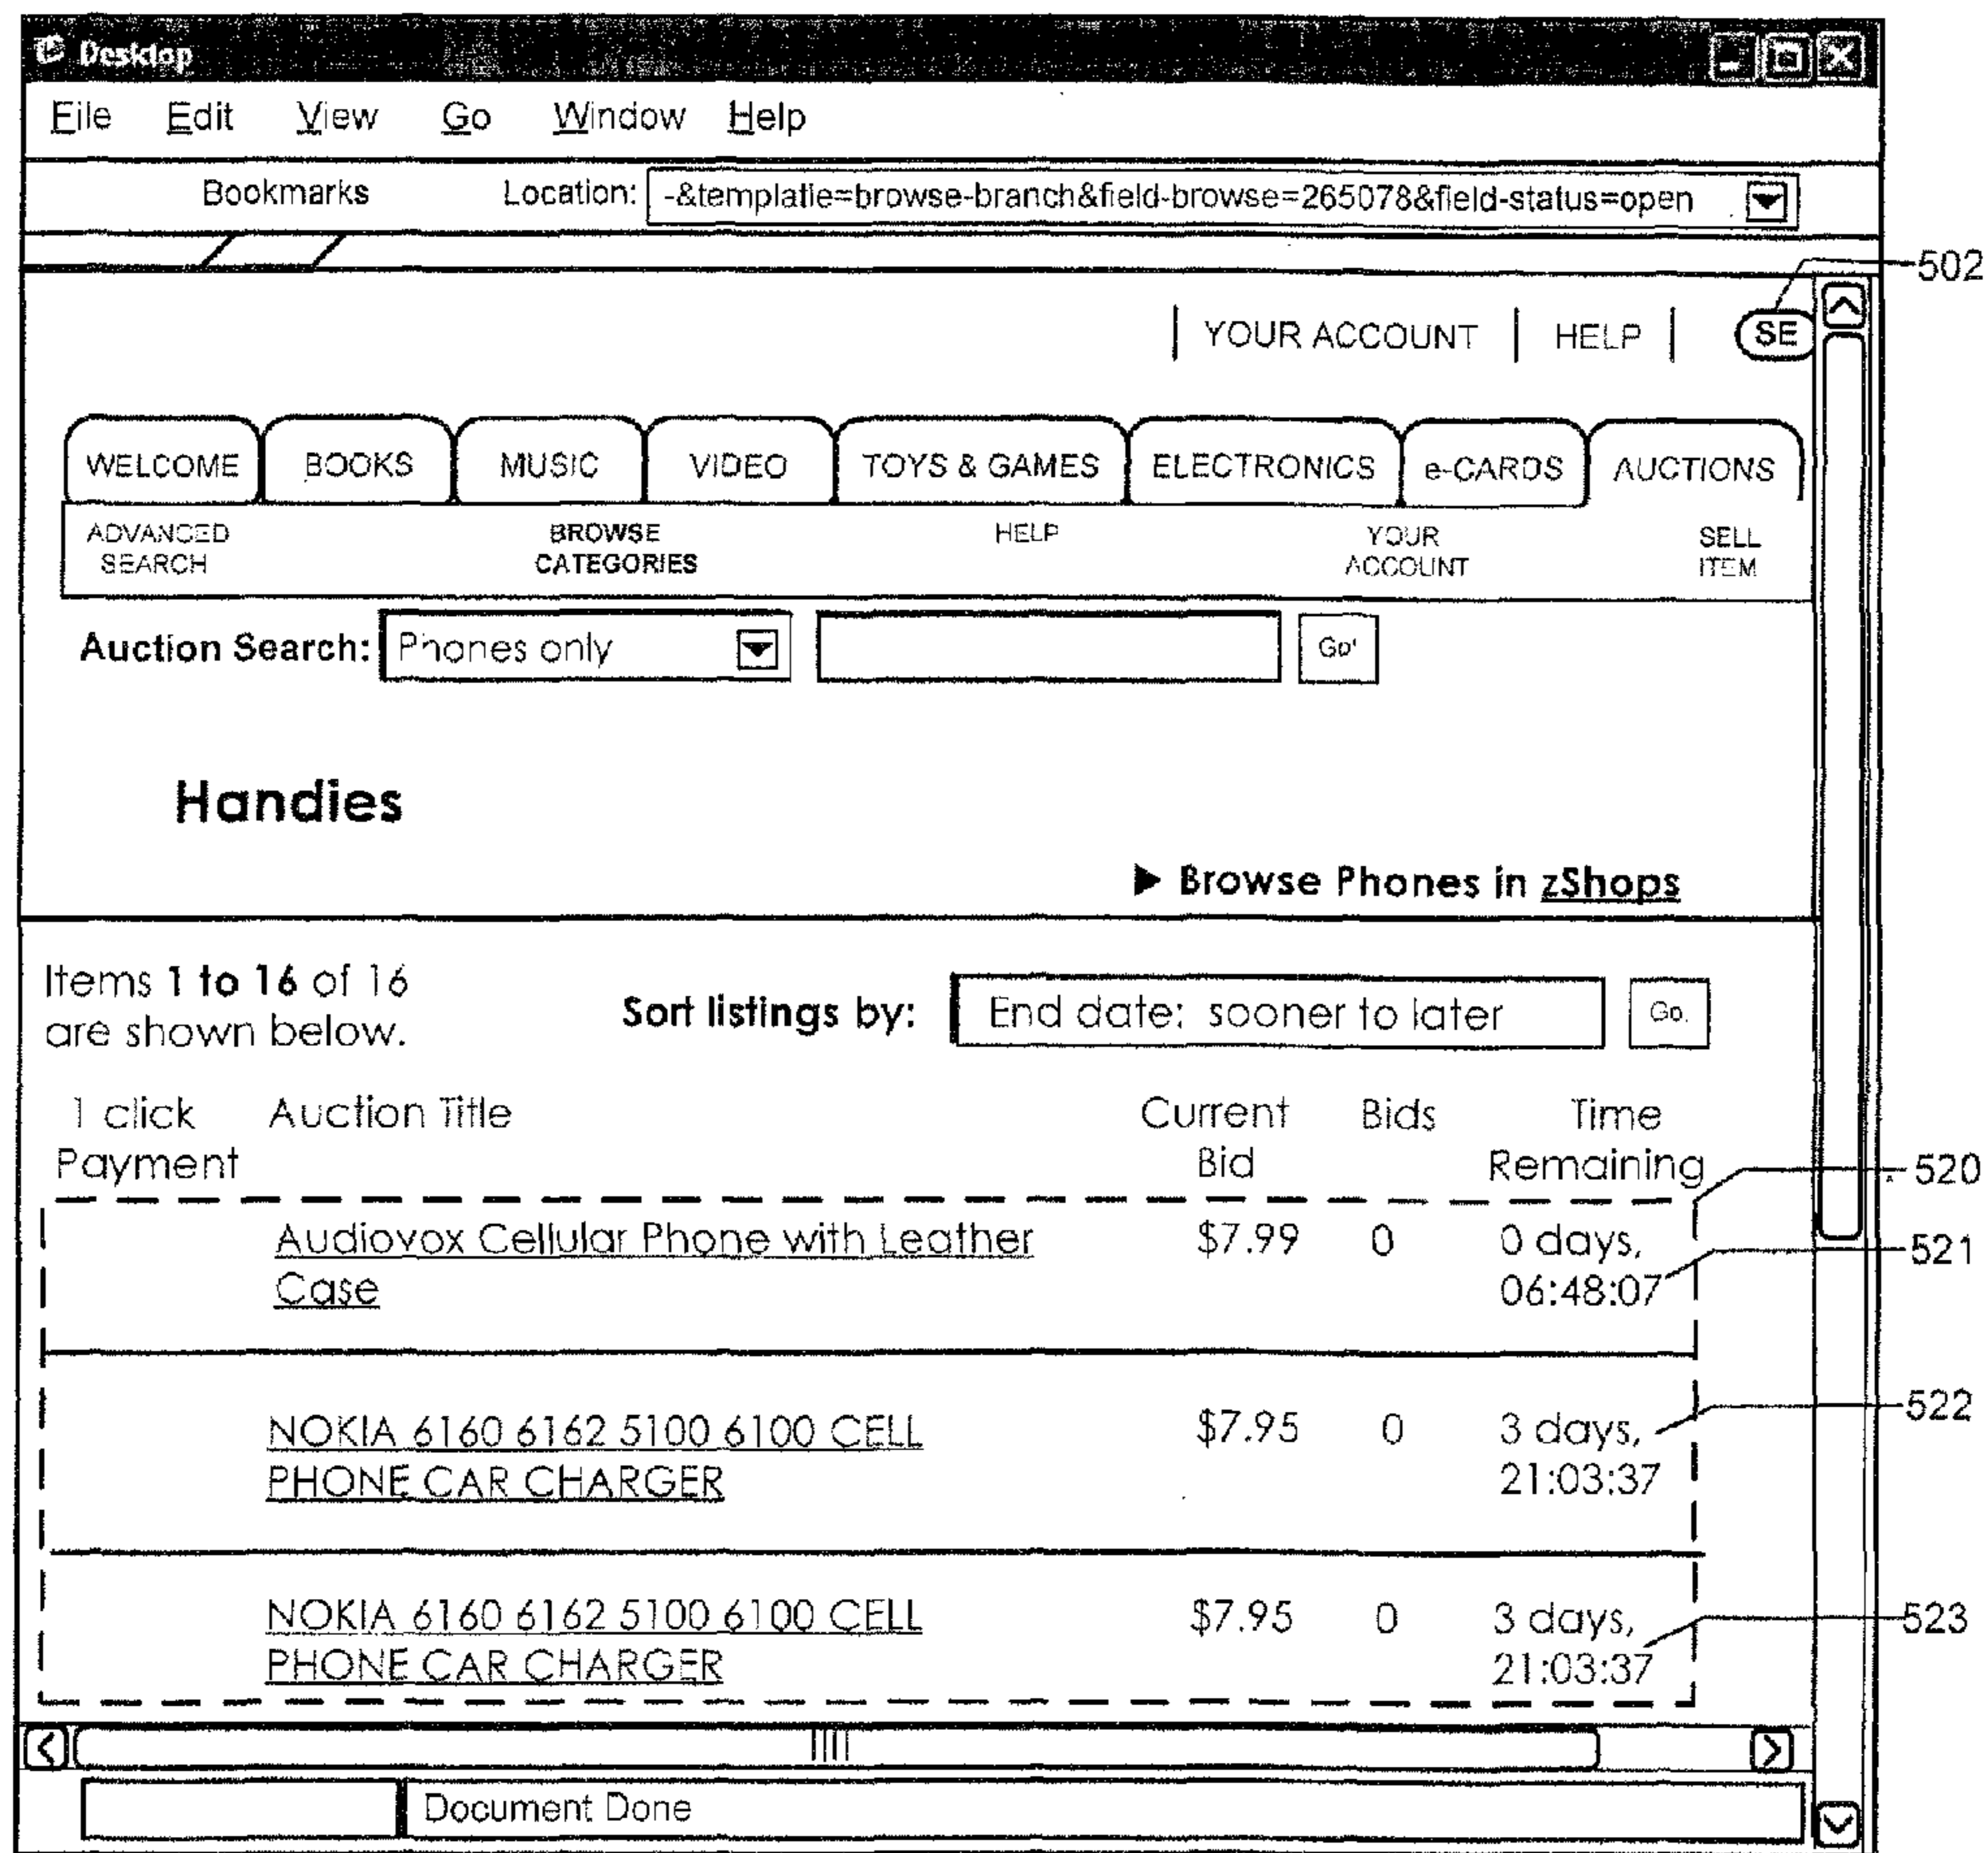 Desktop
File Edit View Go Window Help
Bookmarks Location: -&templatie=browse-branch&field-browse=265078&field-status=open
502
YOUR ACCOUNT HELP SE
WELCOME BOOKS MUSIC VIDEO TOYS & GAMES ELECTRONICS e-CARDS AUCTIONS
ADVANCED BROWSE HELP YOUR SELL
SEARCH CATEGORIES ACCOUNT ITEM
Auction Search: Phones only Go!
Handies
▶ Browse Phones in zShops
Items 1 to 16 of 16
are shown below.
Sort listings by: End date: sooner to later Go.
1 click Auction Title Current Bids Time
Payment Bid Remaining
520
Audiovox Cellular Phone with Leather $7.99 0 0 days,
Case 06:48:07
521
NOKIA 6160 6162 5100 6100 CELL $7.95 0 3 days,
PHONE CAR CHARGER 21:03:37
522
NOKIA 6160 6162 5100 6100 CELL $7.95 0 3 days,
PHONE CAR CHARGER 21:03:37
523
Document Done